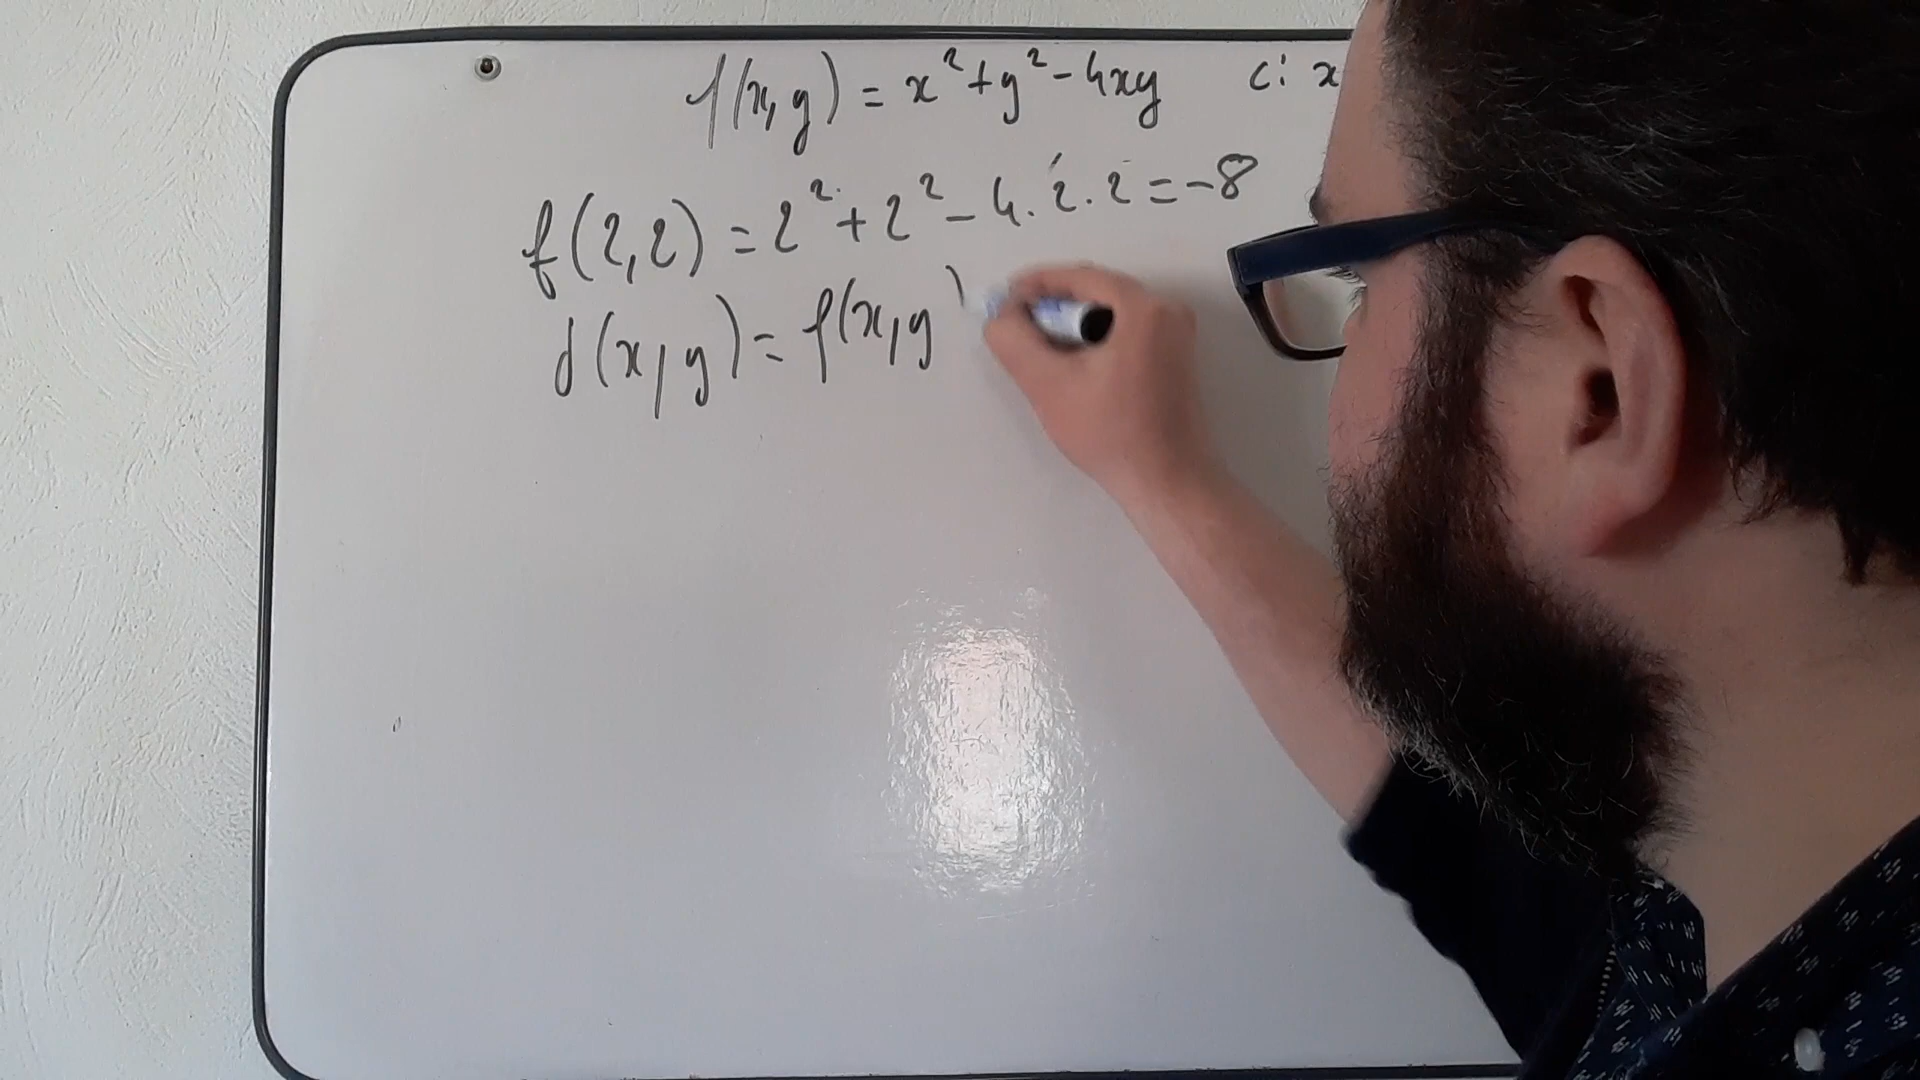 f(x,y) = x² + y² - 4xy c: x
f(2,2) = 2² + 2² - 4.2.2 = -8
d(x,y) = f(x,y)